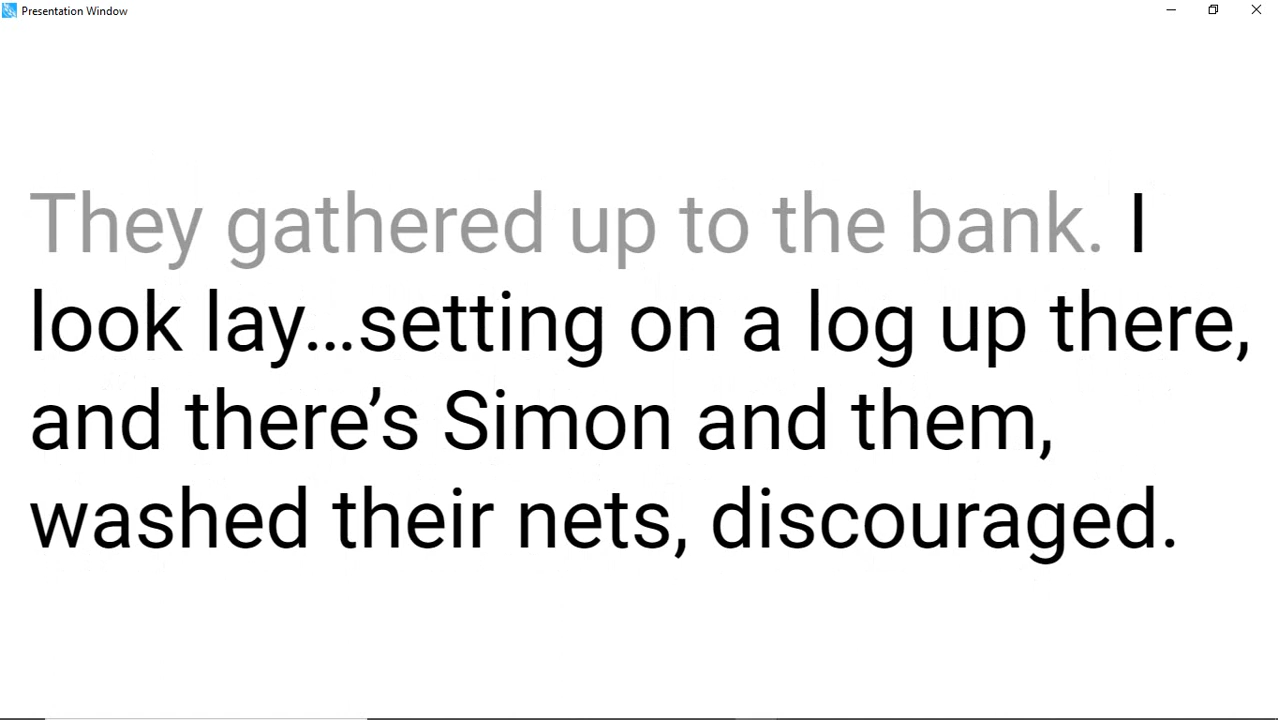 Presentation Window
They gathered up to the bank. I
look lay…setting on a log up there,
and there’s Simon and them,
washed their nets, discouraged.